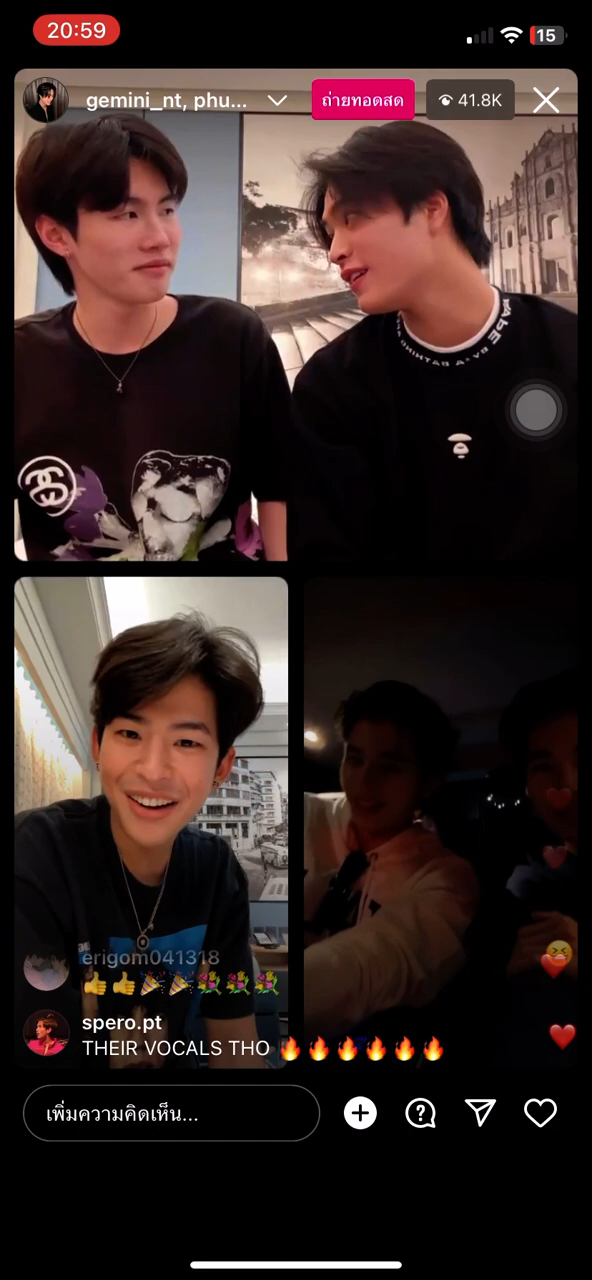 20:59
15
gemini_nt, phu...
ถ่ายทอดสด
41.8K
erigom041318
👍👍🎉🎉💐💐💐
spero.pt
THEIR VOCALS THO 🔥🔥🔥🔥🔥🔥
เพิ่มความคิดเห็น...